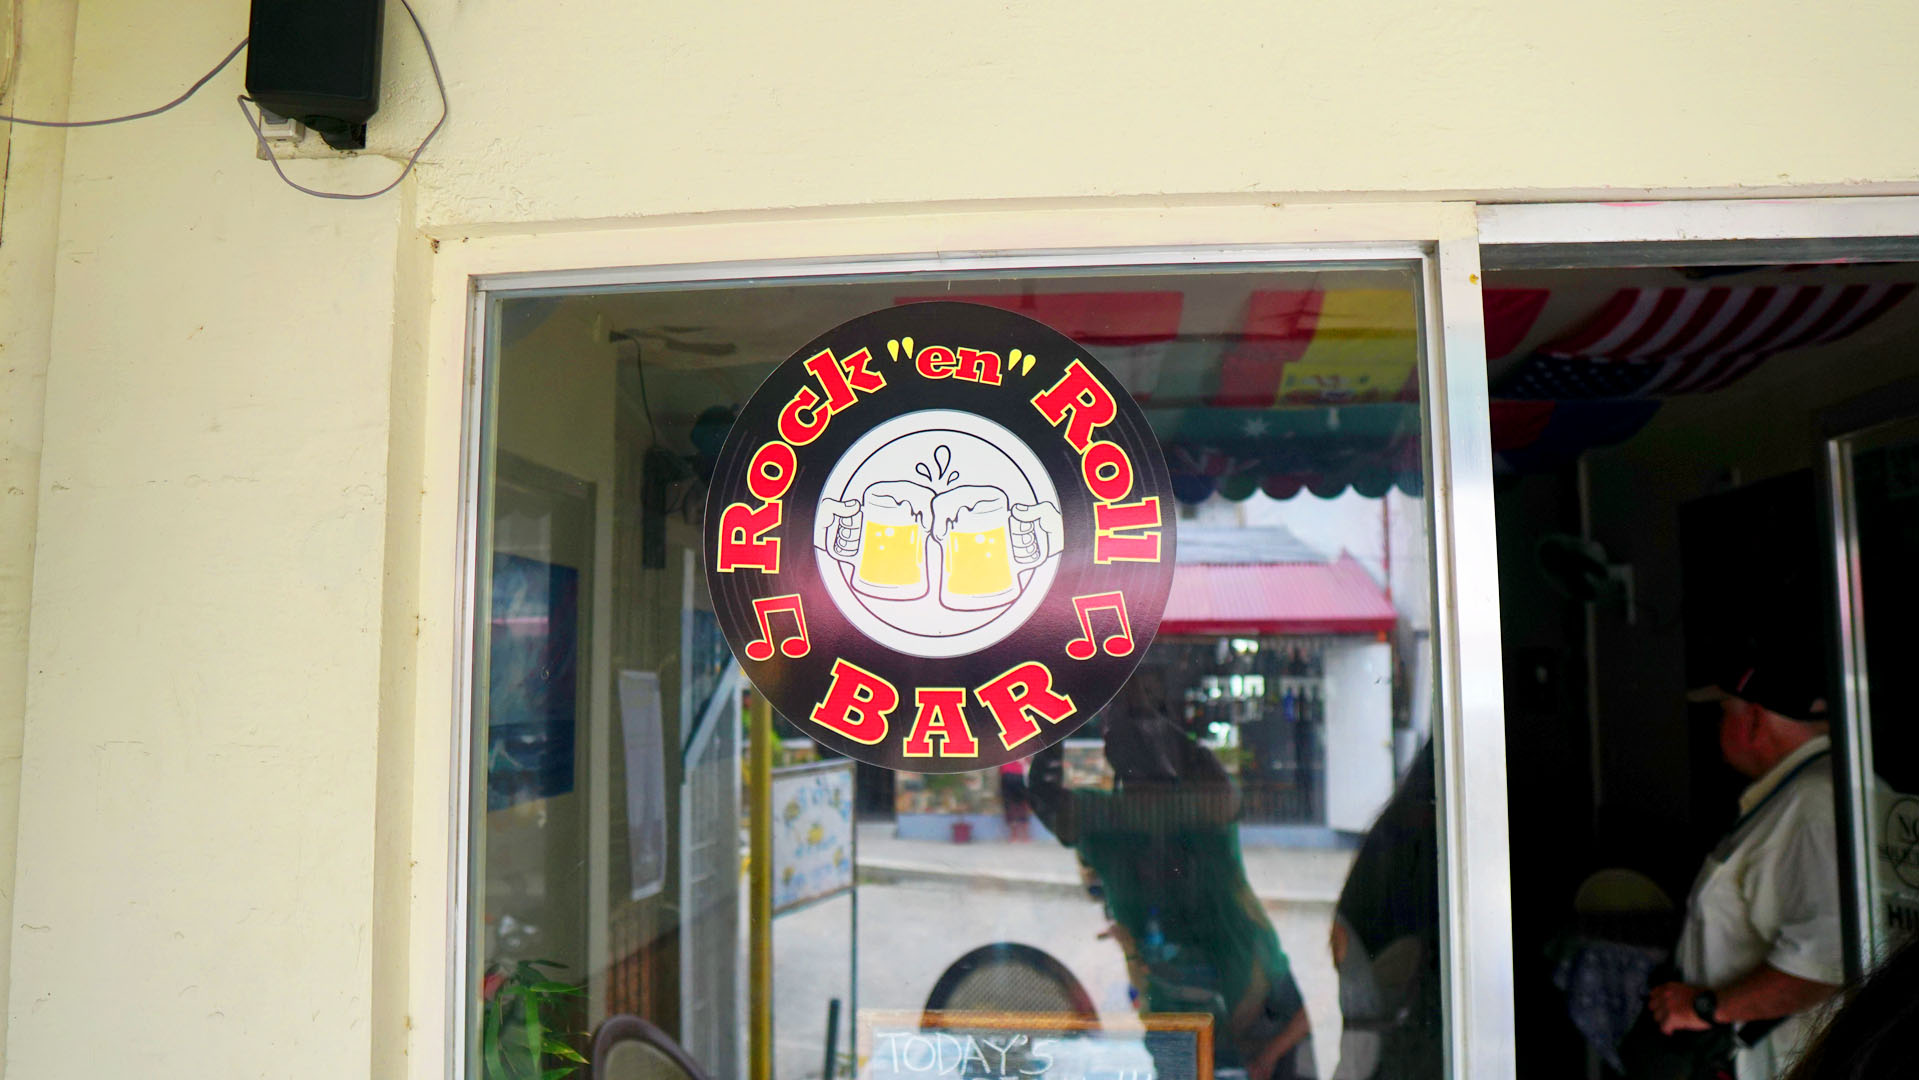 Rock "en" Roll
BAR
TODAY'S